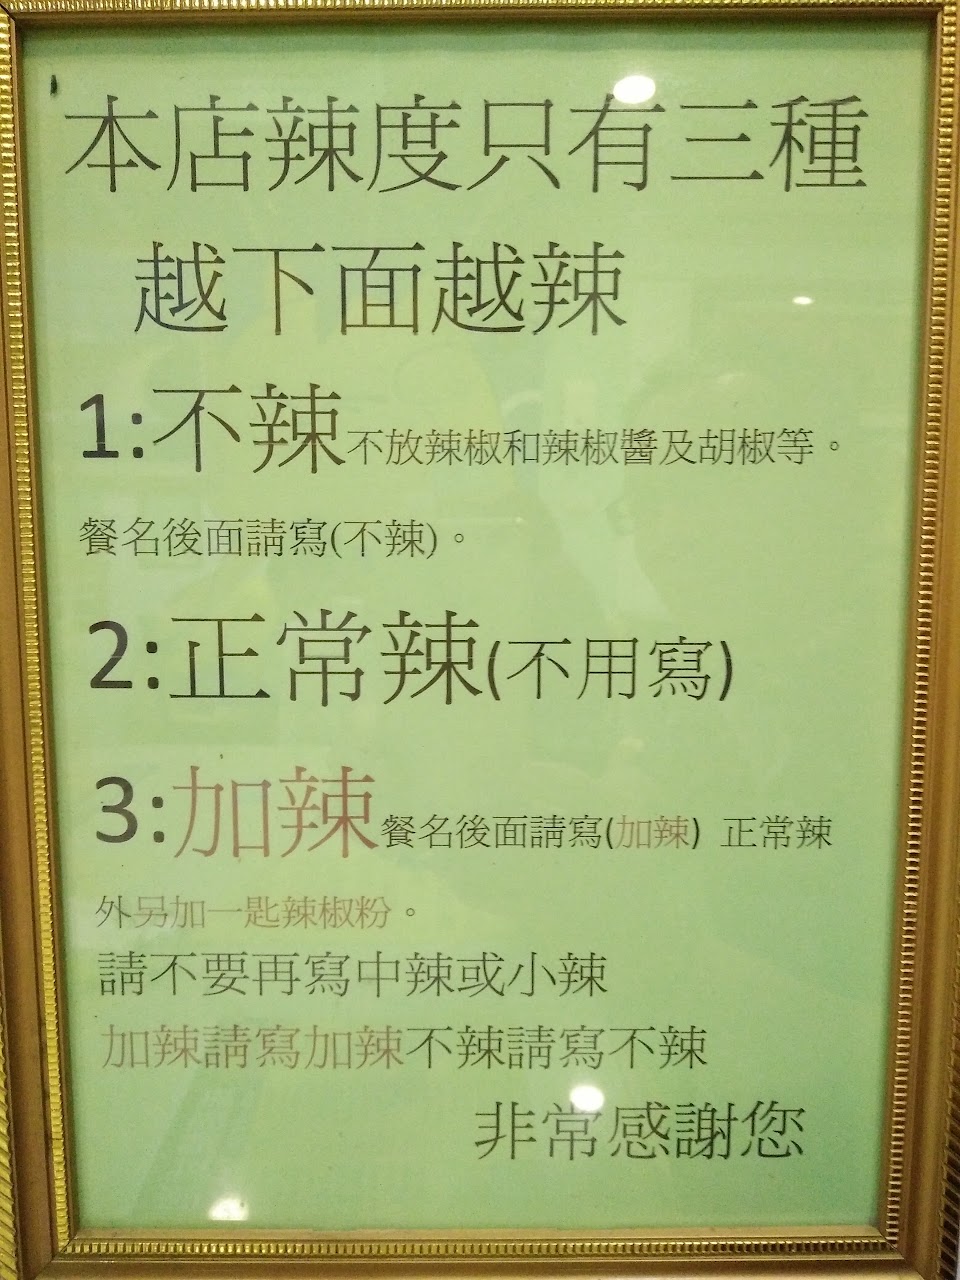 本店辣度只有三種
越下面越辣
1:不辣不放辣椒和辣椒醬及胡椒等。
餐名後面請寫(不辣)。
2:正常辣(不用寫)
3:加辣餐名後面請寫(加辣) 正常辣
外另加一匙辣椒粉。
請不要再寫中辣或小辣
加辣請寫加辣不辣請寫不辣
非常感謝您